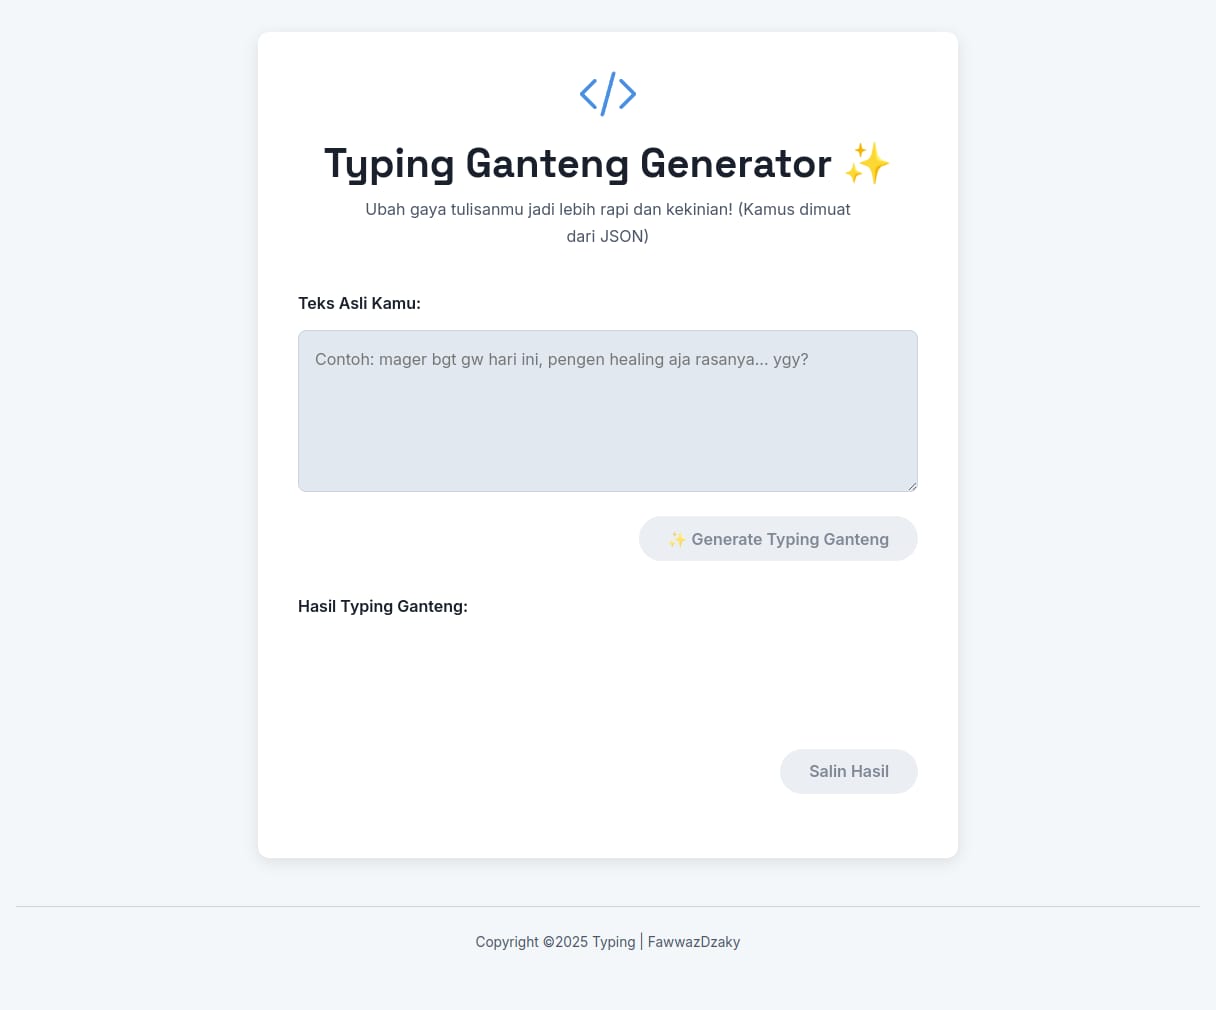 Typing Ganteng Generator ✨
Ubah gaya tulisanmu jadi lebih rapi dan kekinian! (Kamus dimuat
dari JSON)
Teks Asli Kamu:
Contoh: mager bgt gw hari ini, pengen healing aja rasanya... ygy?
✨ Generate Typing Ganteng
Hasil Typing Ganteng:
Salin Hasil
Copyright ©2025 Typing | FawwazDzaky